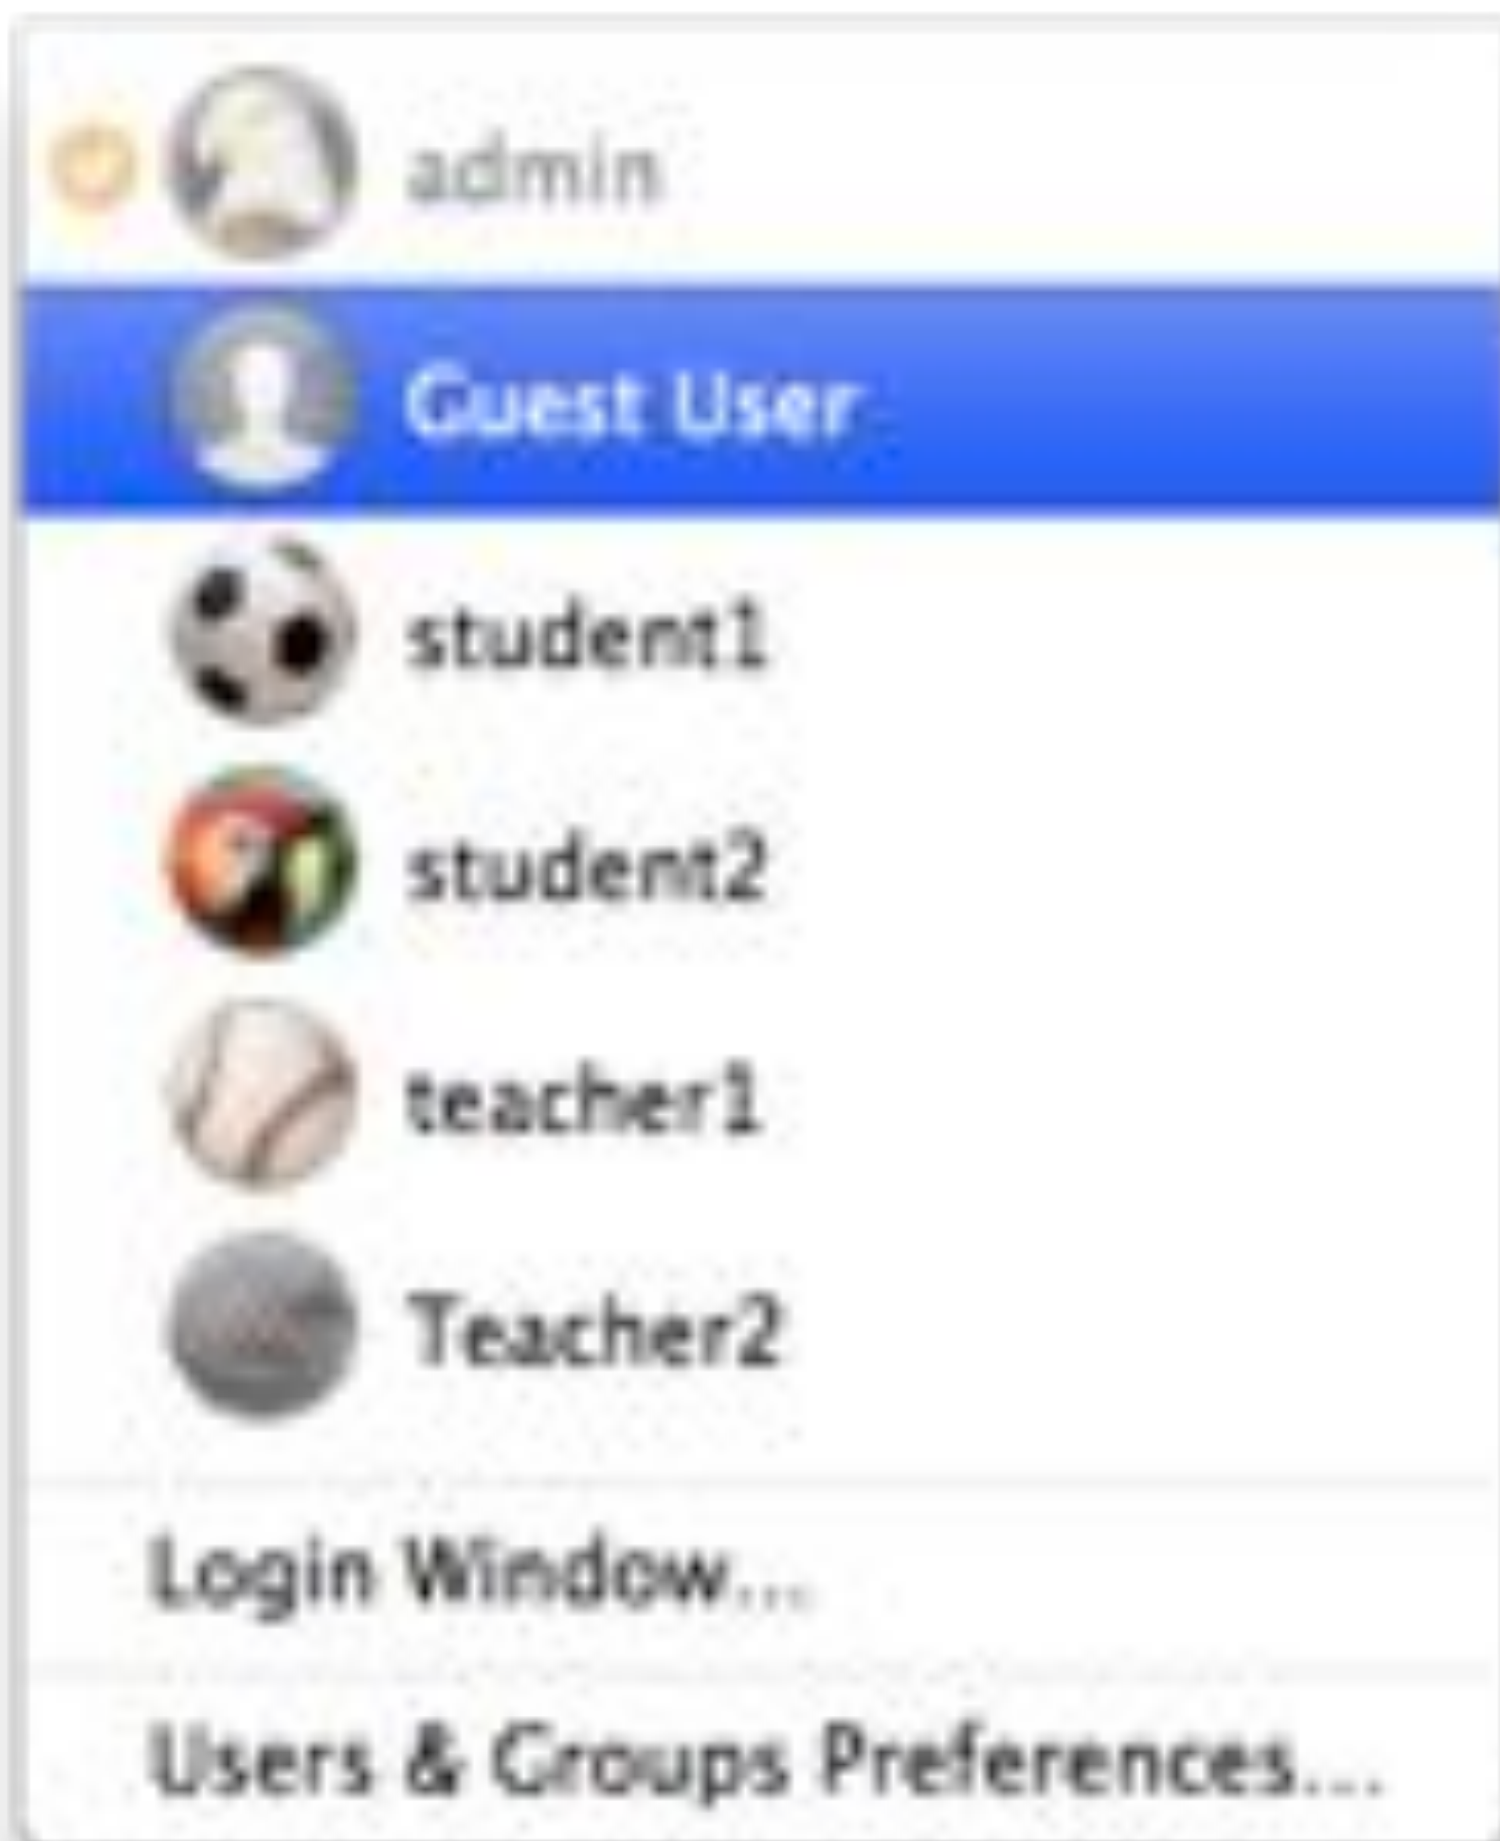 admin
Guest User
student1
student2
teacher1
Teacher2
Login Window...
Users & Groups Preferences...